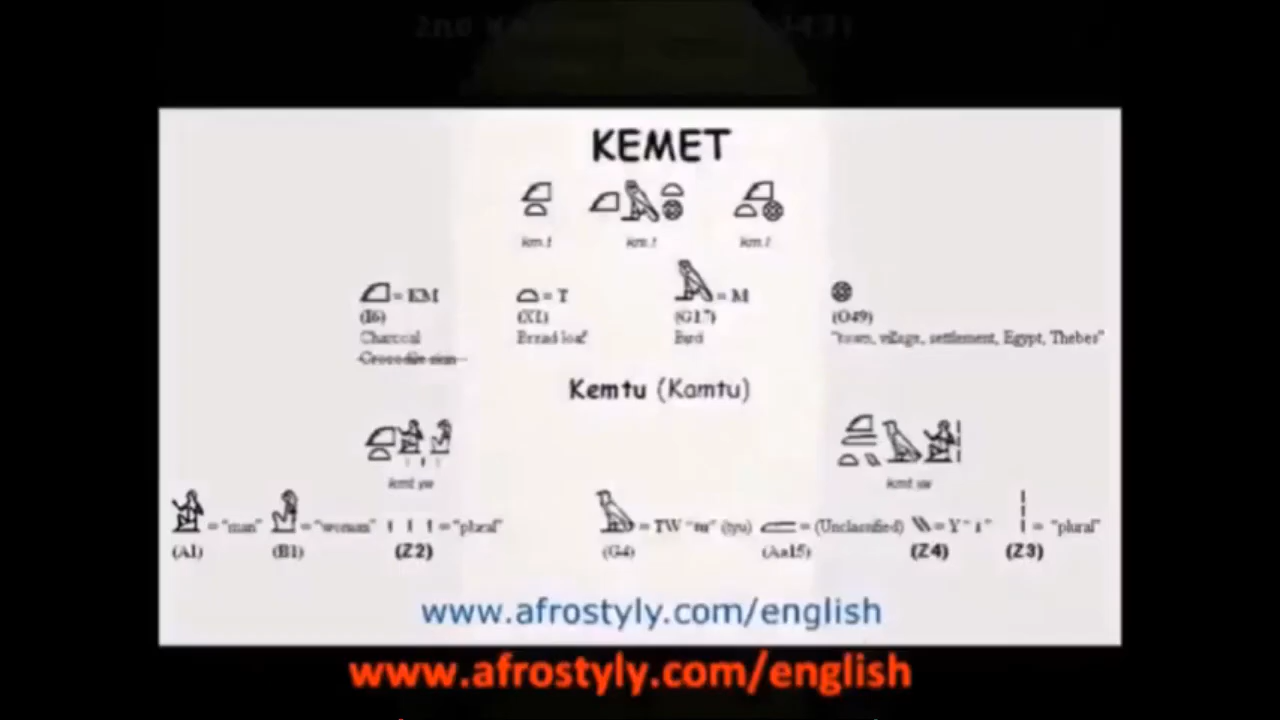 KEMET
km.t km.t km.t
= KM = T = M
(I6) (X1) (G17) (O49)
Charcoal Bread loaf Bird "town, village, settlement, Egypt, Thebes"
Crocodile skin
Kemtu (Kamtu)
kmt yw kmt yw
= "man" = "woman" = "plural" = TW "tu" (tyu) = (Unclassified) = Y " i " = "plural"
(A1) (B1) (Z2) (G4) (Aa15) (Z4) (Z3)
www.afrostyly.com/english
www.afrostyly.com/english